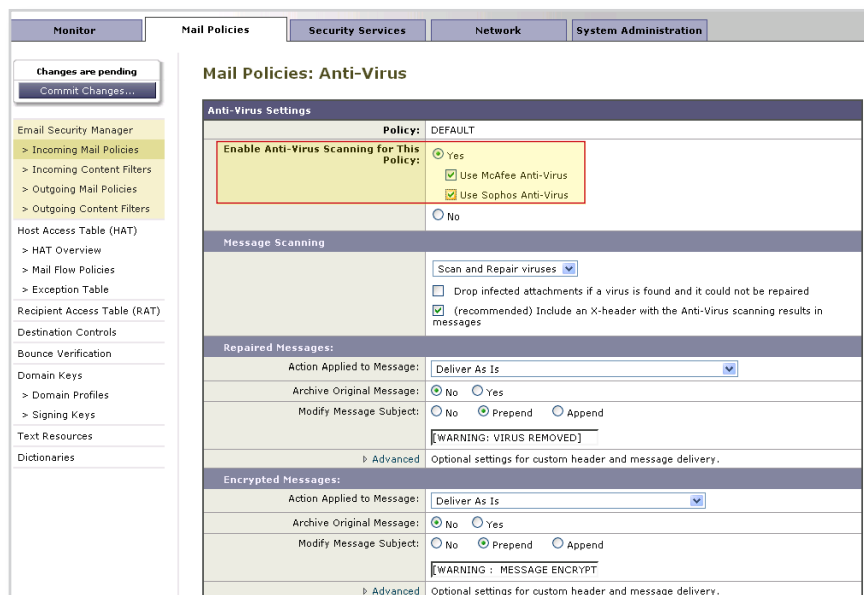 Monitor
Mail Policies
Security Services
Network
System Administration
Changes are pending
Commit Changes...
Email Security Manager
> Incoming Mail Policies
> Incoming Content Filters
> Outgoing Mail Policies
> Outgoing Content Filters
Host Access Table (HAT)
> HAT Overview
> Mail Flow Policies
> Exception Table
Recipient Access Table (RAT)
Destination Controls
Bounce Verification
Domain Keys
> Domain Profiles
> Signing Keys
Text Resources
Dictionaries
Mail Policies: Anti-Virus
Anti-Virus Settings
Policy: DEFAULT
Enable Anti-Virus Scanning for This
Policy:
Yes
Use McAfee Anti-Virus
Use Sophos Anti-Virus
No
Message Scanning
Scan and Repair viruses
Drop infected attachments if a virus is found and it could not be repaired
(recommended) Include an X-header with the Anti-Virus scanning results in
messages
Repaired Messages:
Action Applied to Message: Deliver As Is
Archive Original Message: No Yes
Modify Message Subject: No Prepend Append
[WARNING: VIRUS REMOVED]
Advanced Optional settings for custom header and message delivery.
Encrypted Messages:
Action Applied to Message: Deliver As Is
Archive Original Message: No Yes
Modify Message Subject: No Prepend Append
[WARNING : MESSAGE ENCRYPT
Advanced Optional settings for custom header and message delivery.